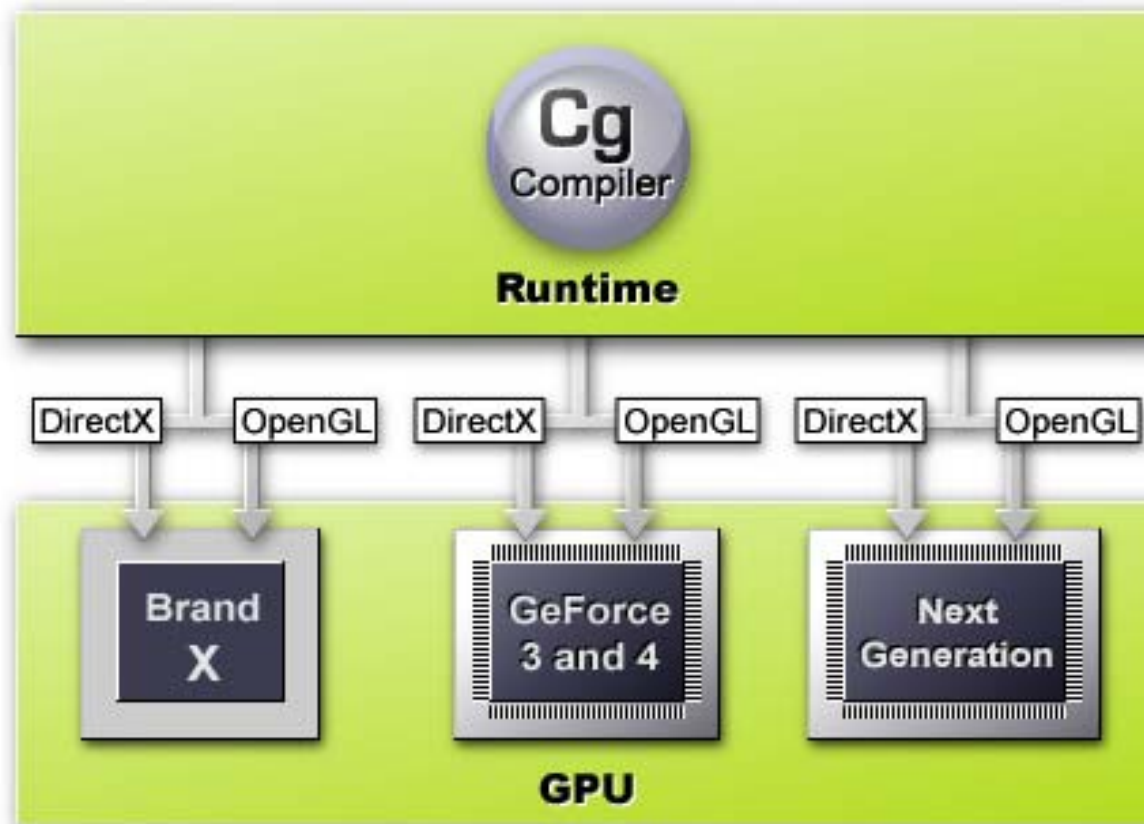 Cg
Compiler
Runtime
DirectX OpenGL DirectX OpenGL DirectX OpenGL
Brand
X
GeForce
3 and 4
Next
Generation
GPU